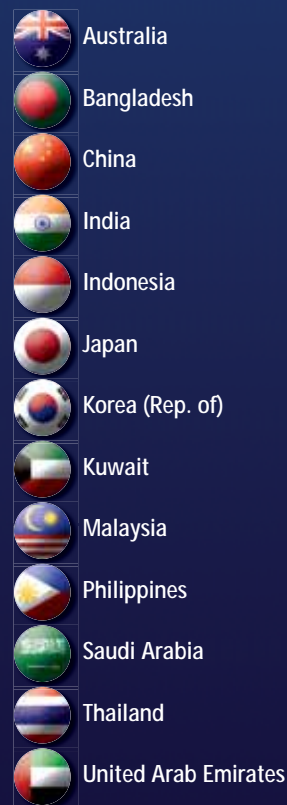 Australia
Bangladesh
China
India
Indonesia
Japan
Korea (Rep. of)
Kuwait
Malaysia
Philippines
Saudi Arabia
Thailand
United Arab Emirates